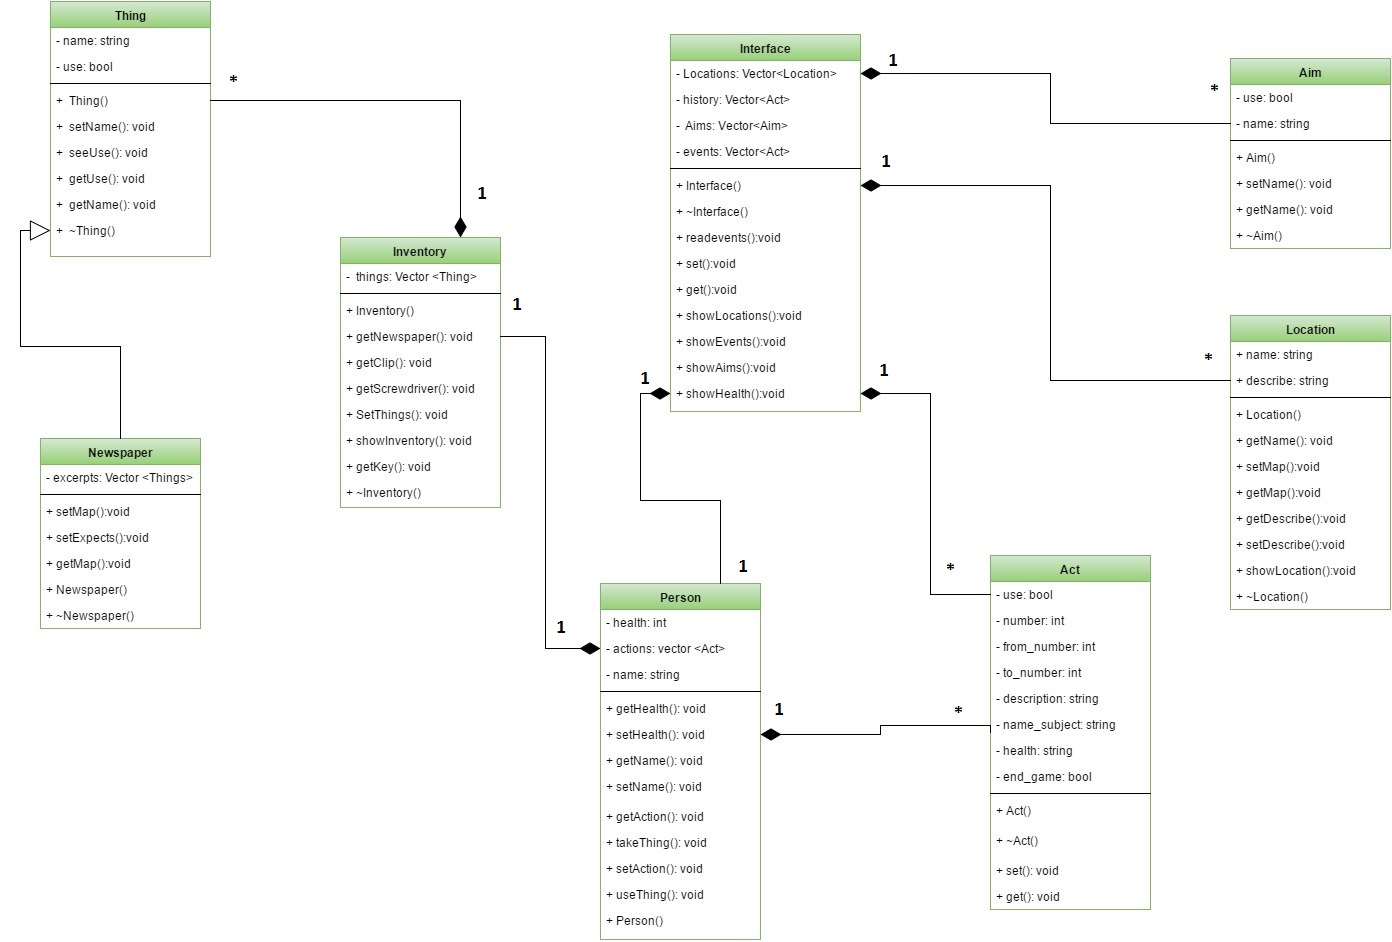 Thing
- name: string
- use: bool
+ Thing()
+ setName(): void
+ seeUse(): void
+ getUse(): void
+ getName(): void
+ ~Thing()
*
1
Inventory
- things: Vector <Thing>
+ Inventory()
+ getNewspaper(): void
+ getClip(): void
+ getScrewdriver(): void
+ SetThings(): void
+ showInventory(): void
+ getKey(): void
+ ~Inventory()
1
1
Newspaper
- excerpts: Vector <Things>
+ setMap():void
+ setExpects():void
+ getMap():void
+ Newspaper()
+ ~Newspaper()
Interface
- Locations: Vector<Location>
- history: Vector<Act>
- Aims: Vector<Aim>
- events: Vector<Act>
+ Interface()
+ ~Interface()
+ readevents():void
+ set():void
+ get():void
+ showLocations():void
+ showEvents():void
+ showAims():void
+ showHealth():void
1
*
1
*
1
*
1
1
Aim
- use: bool
- name: string
+ Aim()
+ setName(): void
+ getName(): void
+ ~Aim()
Location
+ name: string
+ describe: string
+ Location()
+ getName(): void
+ setMap():void
+ getMap(): void
+ getDescribe():void
+ setDescribe():void
+ showLocation():void
+ ~Location()
Person
- health: int
- actions: vector <Act>
- name: string
+ getHealth(): void
+ setHealth(): void
+ getName(): void
+ setName(): void
+ getAction(): void
+ takeThing(): void
+ setAction(): void
+ useThing(): void
+ Person()
1
*
Act
- use: bool
- number: int
- from_number: int
- to_number: int
- description: string
- name_subject: string
- health: string
- end_game: bool
+ Act()
+ ~Act()
+ set(): void
+ get(): void